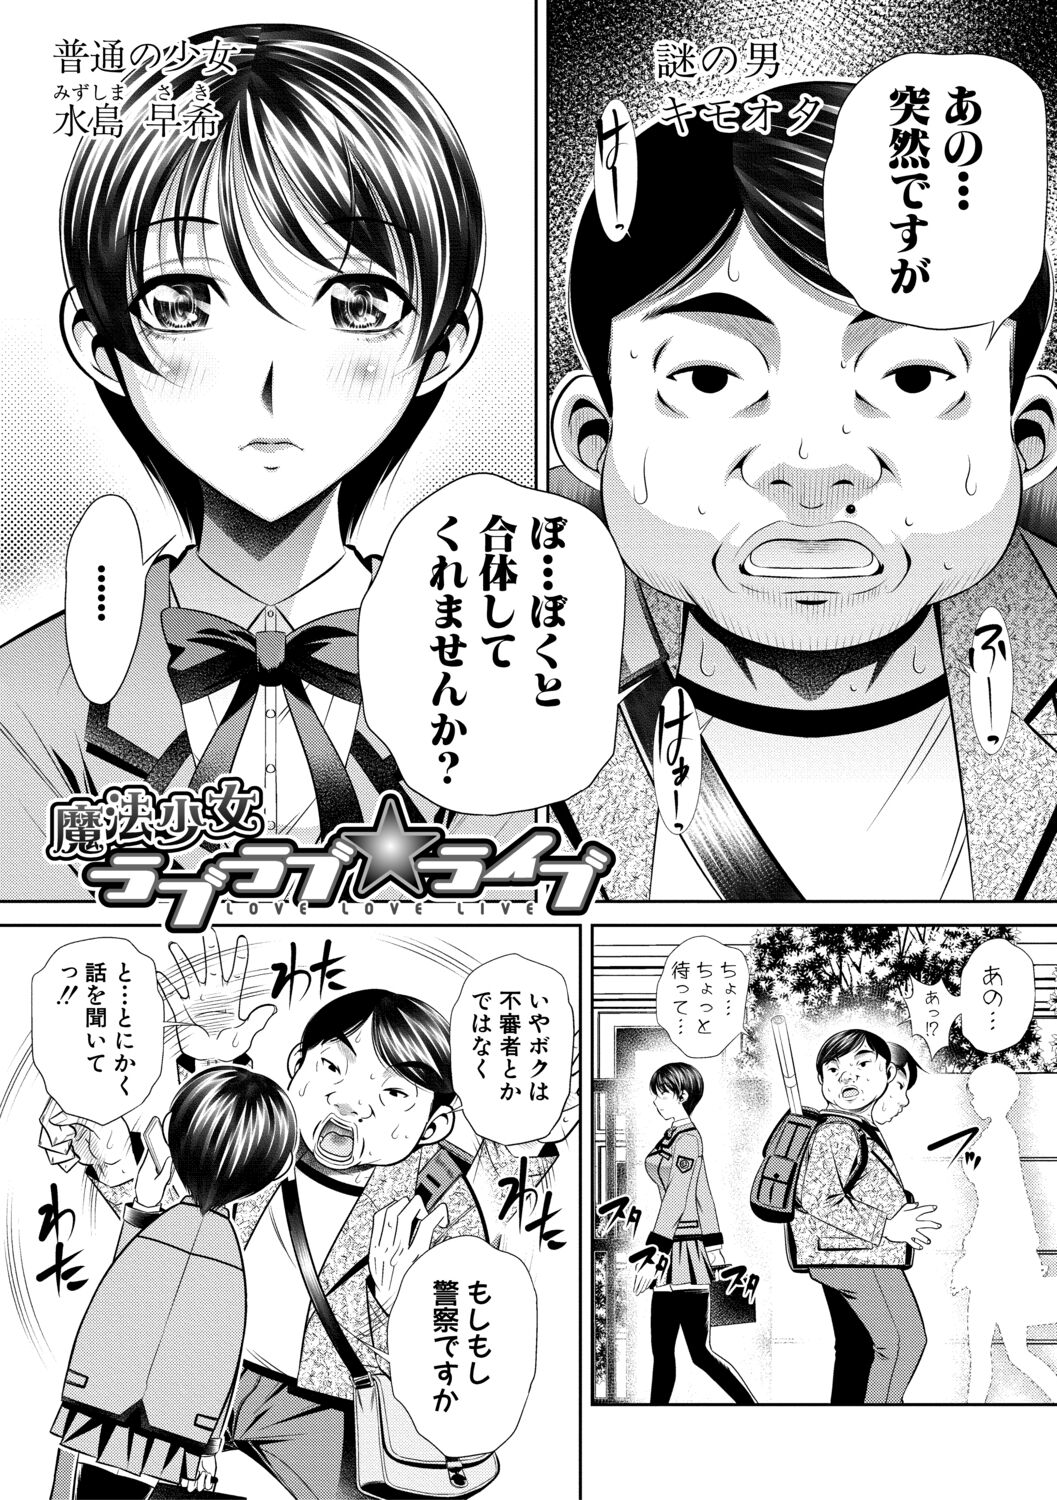 謎の男
キモオタ
あの…
突然ですが
はーっ
ふーっ
はぁーっ
普通の少女
みずしま さき
水島 早希
ぼ…ぼくと
合体して
くれませんか?
……
魔法少女
ラブラブ★ライブ
LOVE LOVE LIVE
あの…
あっ!?
ちょ…
ちょっと
待って…
ブッ
スタ
スタ
スタ
いやボクは
不審者とか
ではなく
と…とにかく
話を聞いて
っ!!
わた
わた
わた
もしもし
警察ですか